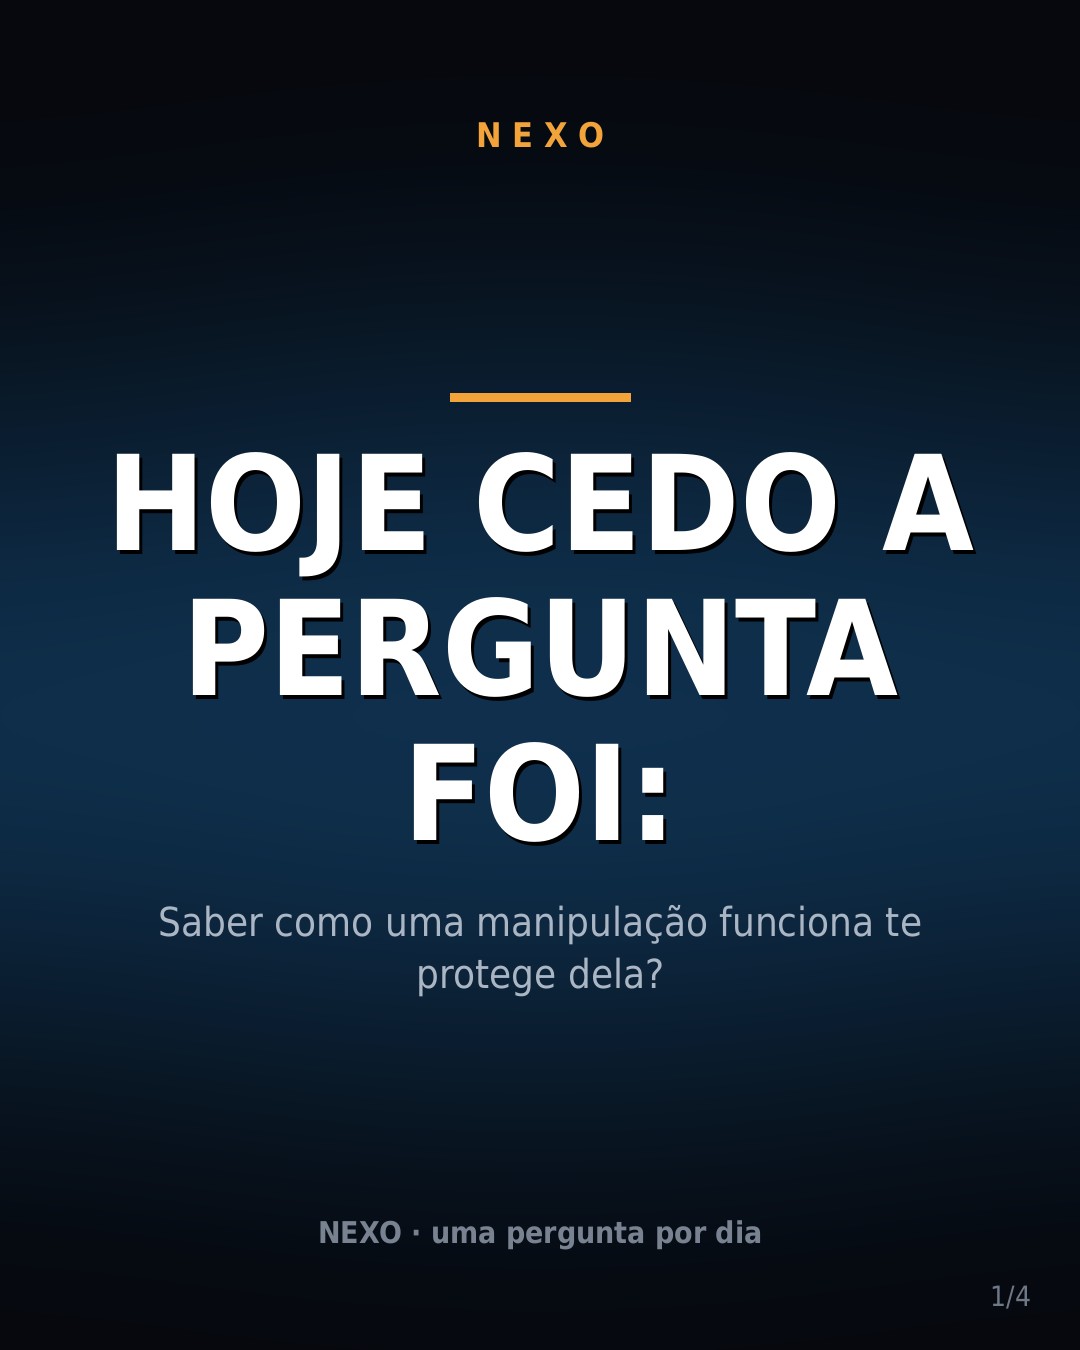 NEXO
HOJE CEDO A
PERGUNTA
FOI:
Saber como uma manipulação funciona te
protege dela?
NEXO · uma pergunta por dia
1/4